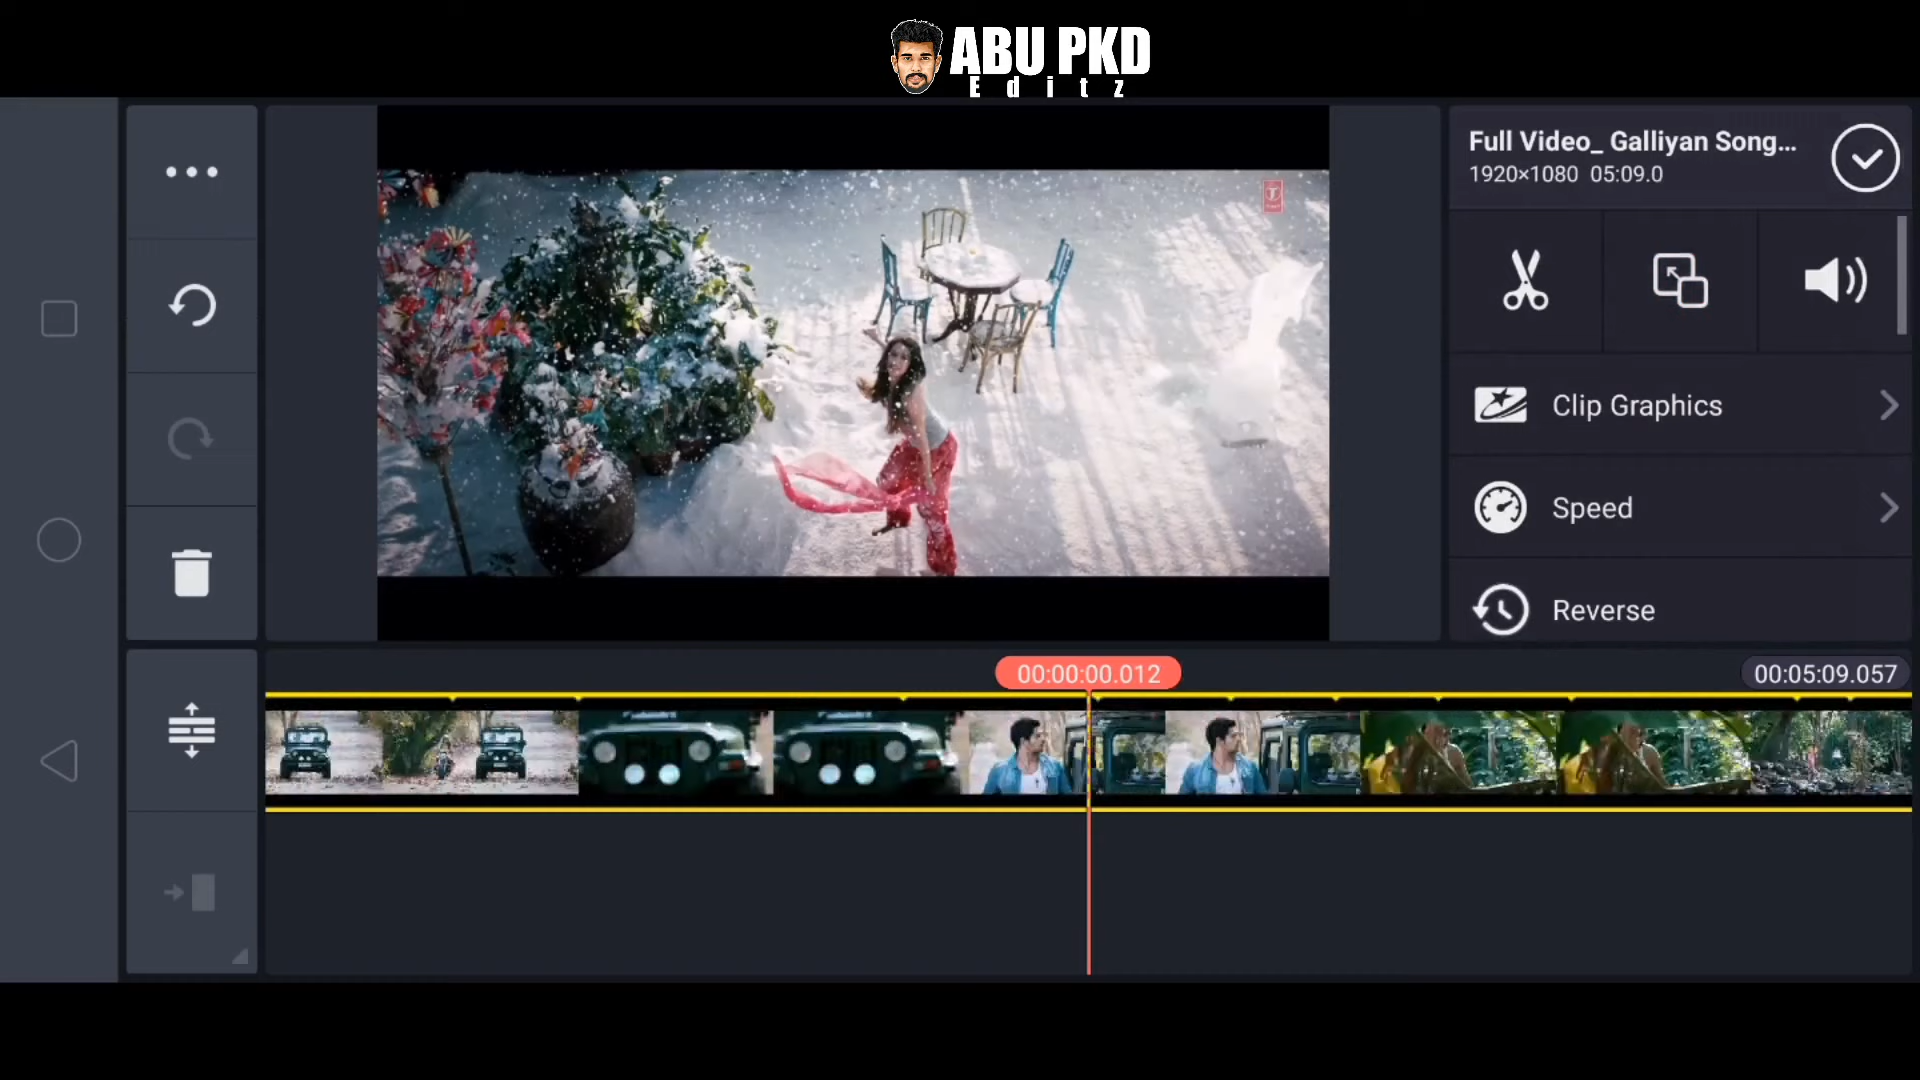 ABU PKD
Editz
Full Video_ Galliyan Song...
1920×1080 05:09.0
Clip Graphics
Speed
Reverse
00:00:00.012
00:05:09.057